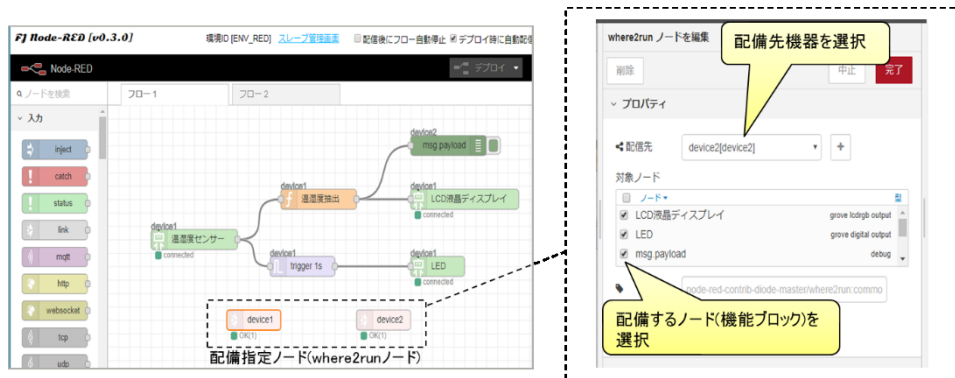 FJ Node-RED [v0.3.0]
環境ID [ENV_RED] スレーブ管理画面 配信後にフロー自動停止 デプロイ時に自動配信
Node-RED
デプロイ
ノードを検索
フロー 1
フロー 2
入力
inject
catch
status
link
mqtt
http
websocket
tcp
udp
device2
msg.payload
device1
温湿度抽出
device1
LCD液晶ディスプレイ
connected
device1
温湿度センサー
connected
device1
trigger 1s
device1
LED
connected
device1
OK(1)
device2
OK(1)
配備指定ノード(where2runノード)
where2run ノードを編集
配備先機器を選択
削除
中止
完了
プロパティ
配信先
device2[device2]
+
対象ノード
ノード
型
LCD液晶ディスプレイ
grove lcdrgb output
LED
grove digital output
msg.payload
debug
node-red-contrib-diode-master/where2run:commo
配備するノード(機能ブロック)を
選択